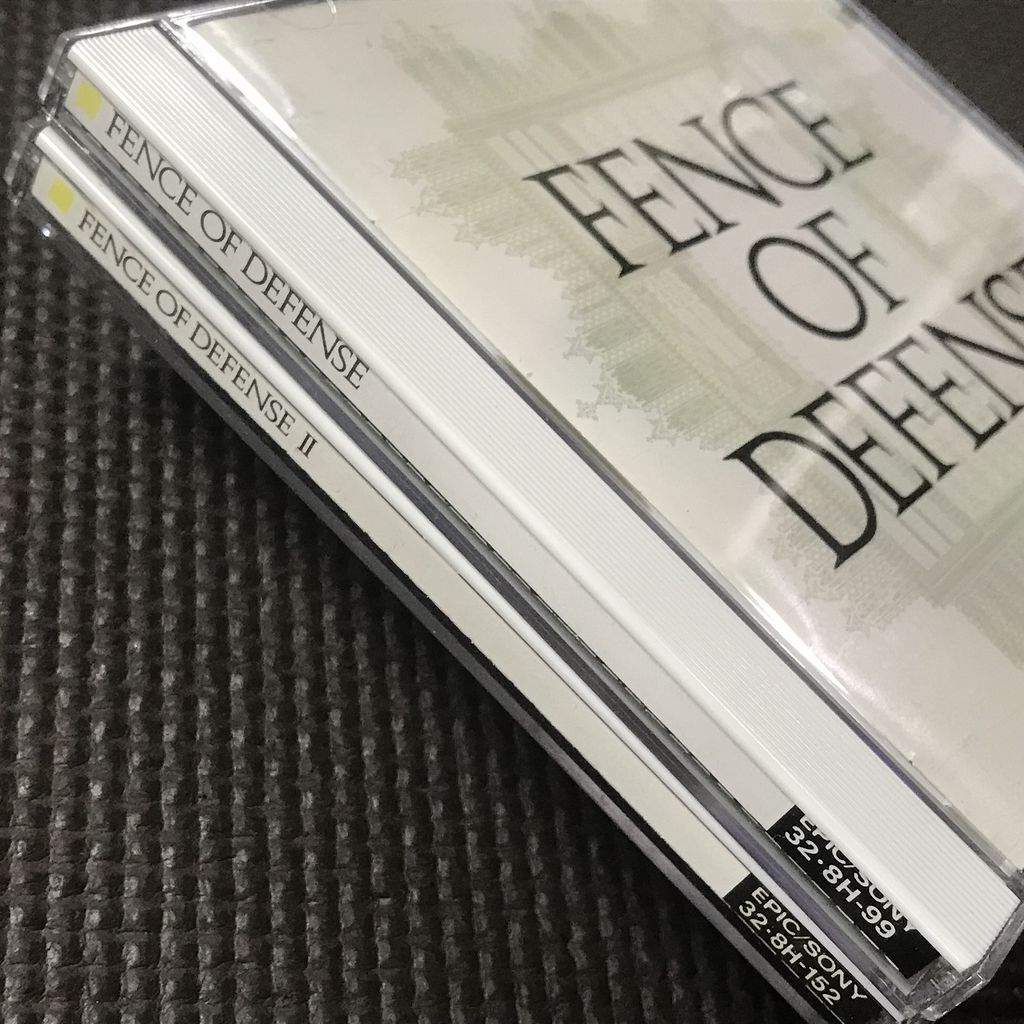 FENCE
OF
DEFENSE
FENCE OF DEFENSE
EPIC/SONY
32·8H-99
FENCE OF DEFENSE II
EPIC/SONY
32·8H-152